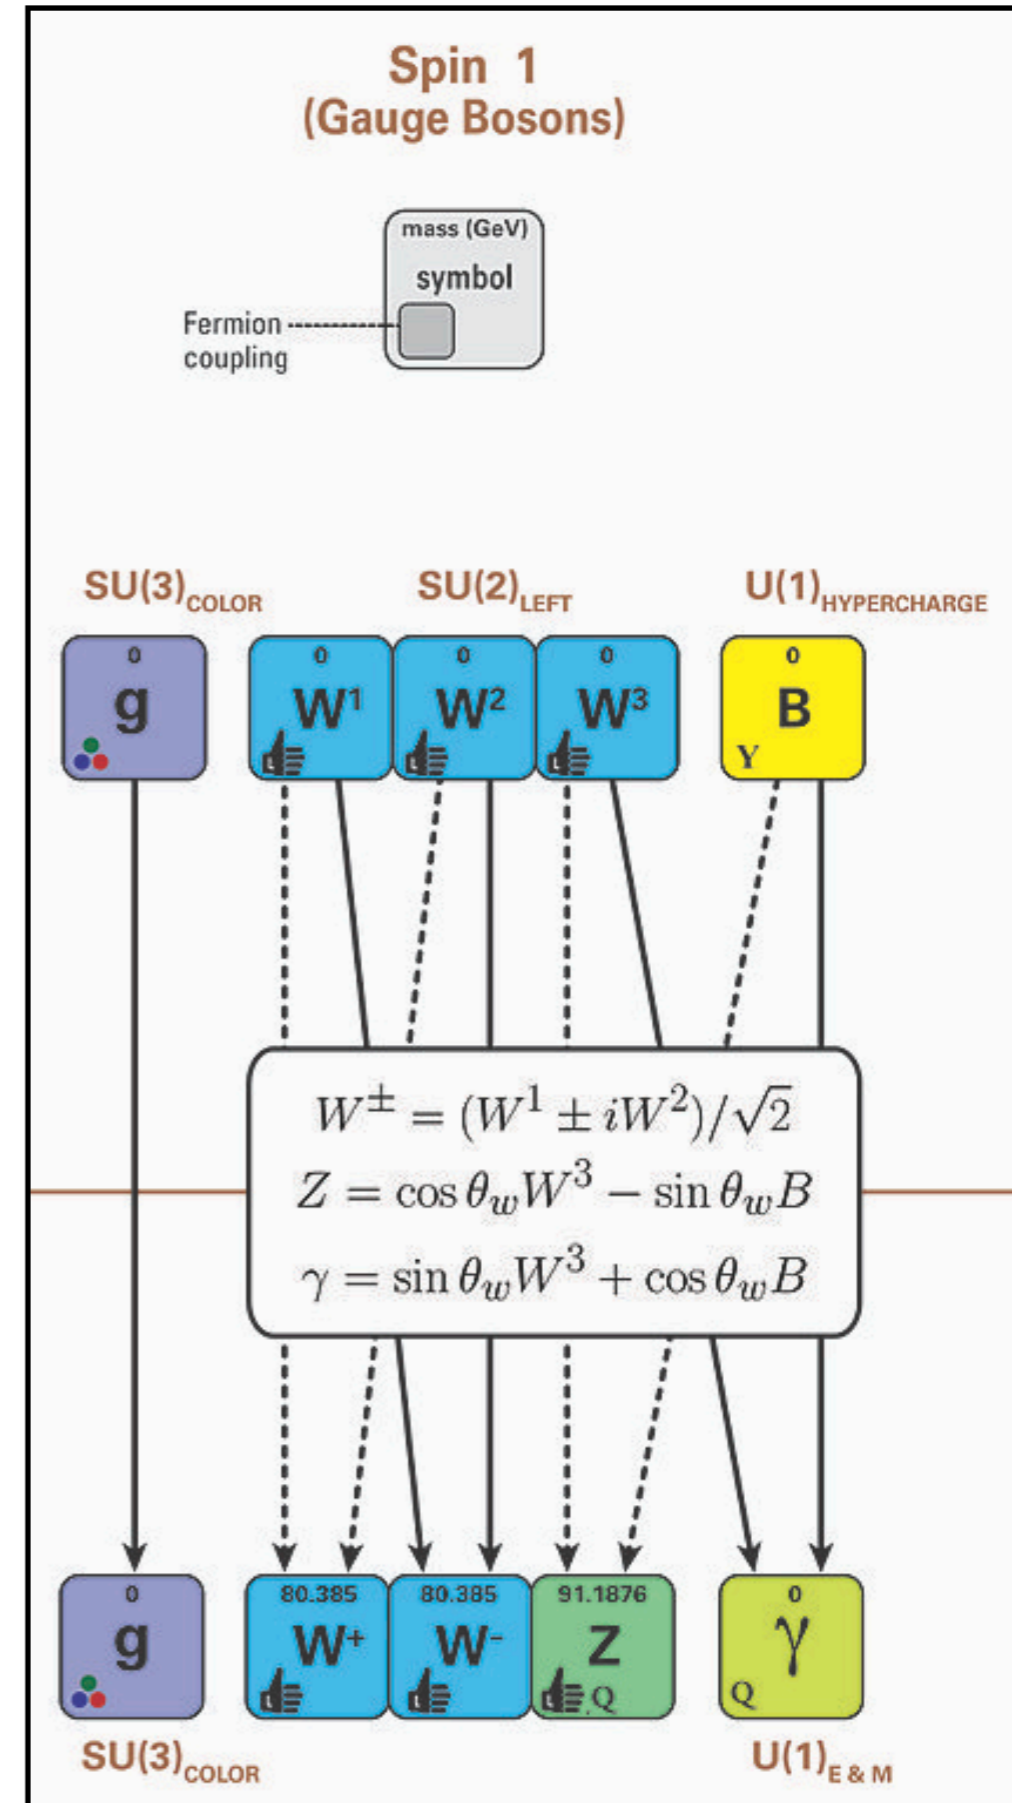 Spin 1
(Gauge Bosons)
mass (GeV)
symbol
Fermion
coupling
SU(3)COLOR SU(2)LEFT U(1)HYPERCHARGE
0 0 0 0 0
g W¹ W² W³ B
L L L Y
W± = (W¹ ± iW²)/√2
Z = cos θw W³ − sin θw B
γ = sin θw W³ + cos θw B
0 80.385 80.385 91.1876 0
g W⁺ W⁻ Z γ
L L L,Q Q
SU(3)COLOR U(1)E & M